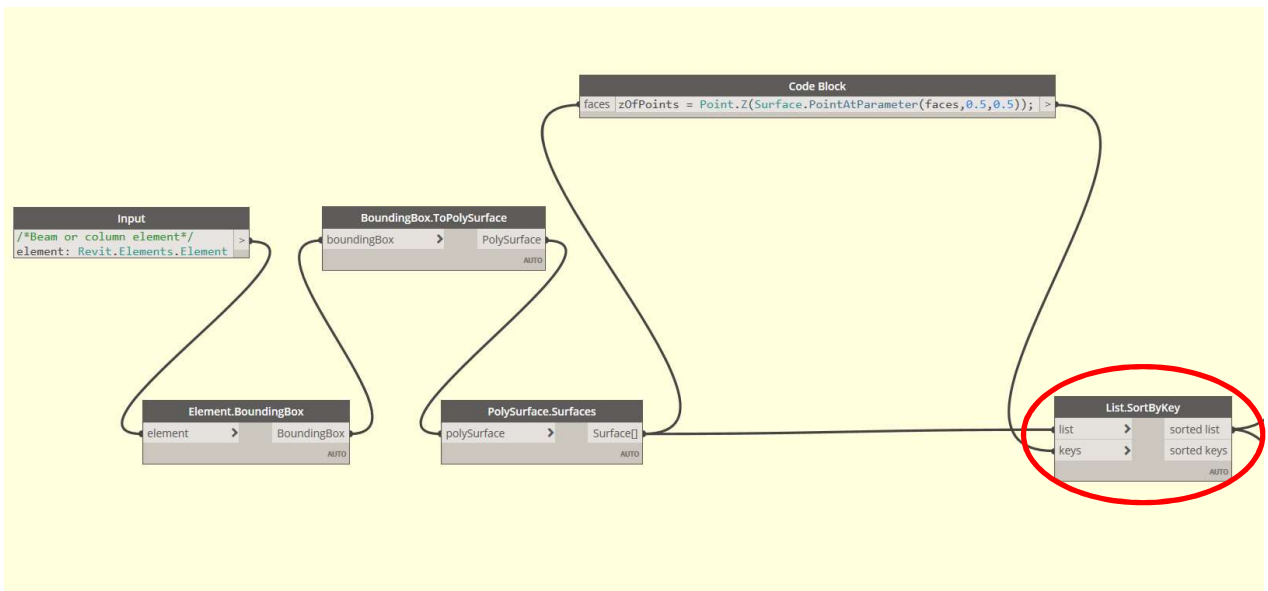 Code Block
faces zOfPoints = Point.Z(Surface.PointAtParameter(faces,0.5,0.5)); >
Input
/*Beam or column element*/
element: Revit.Elements.Element >
BoundingBox.ToPolySurface
boundingBox > PolySurface
AUTO
Element.BoundingBox
element > BoundingBox
AUTO
PolySurface.Surfaces
polySurface > Surface[]
AUTO
List.SortByKey
list > sorted list
keys > sorted keys
AUTO